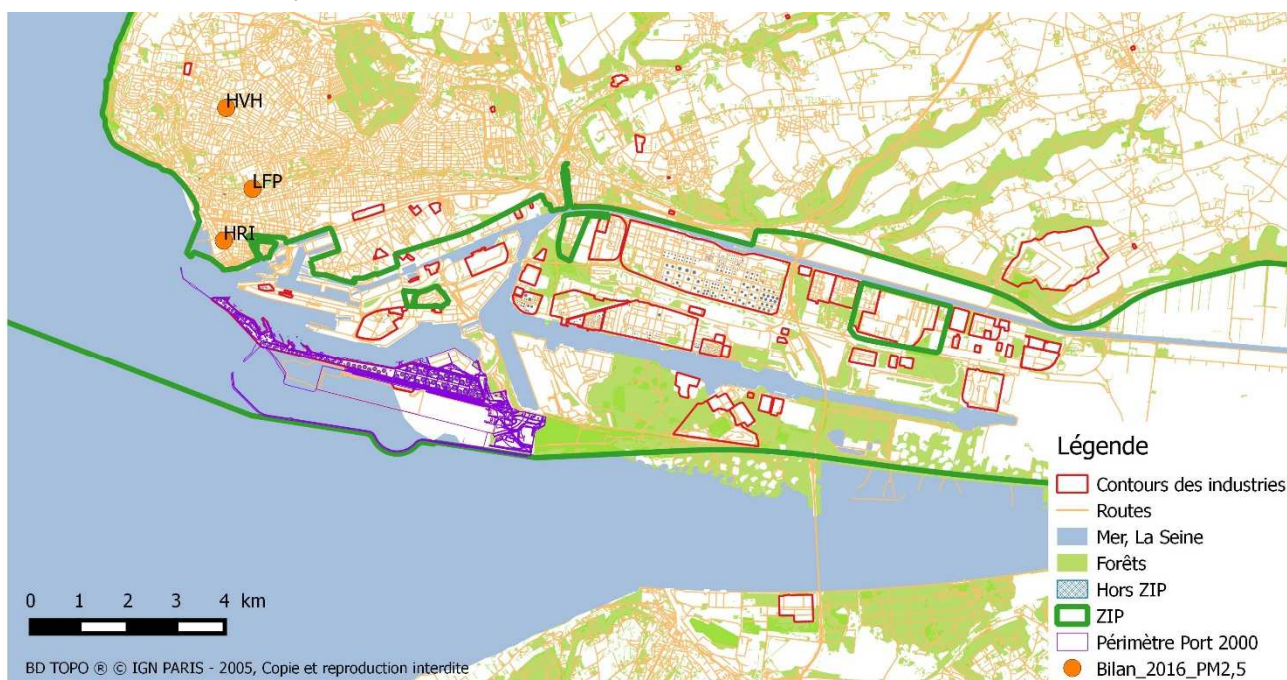 HVH
LFP
HRI
Légende
Contours des industries
Routes
Mer, La Seine
Forêts
Hors ZIP
ZIP
Périmètre Port 2000
Bilan_2016_PM2,5
0 1 2 3 4 km
BD TOPO ® © IGN PARIS - 2005, Copie et reproduction interdite